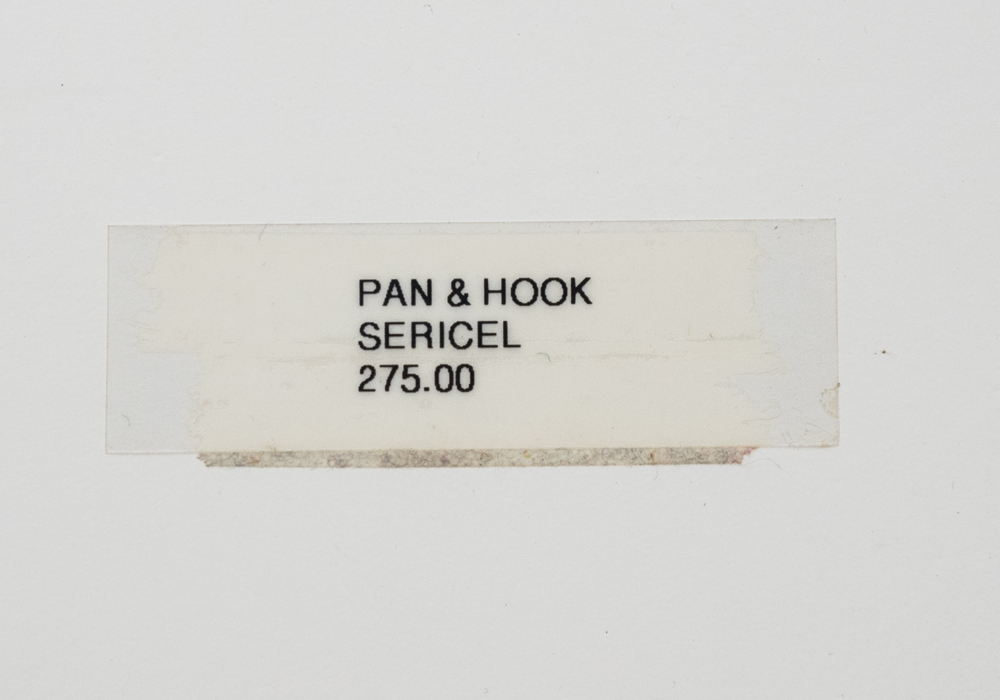 PAN & HOOK
SERICEL
275.00